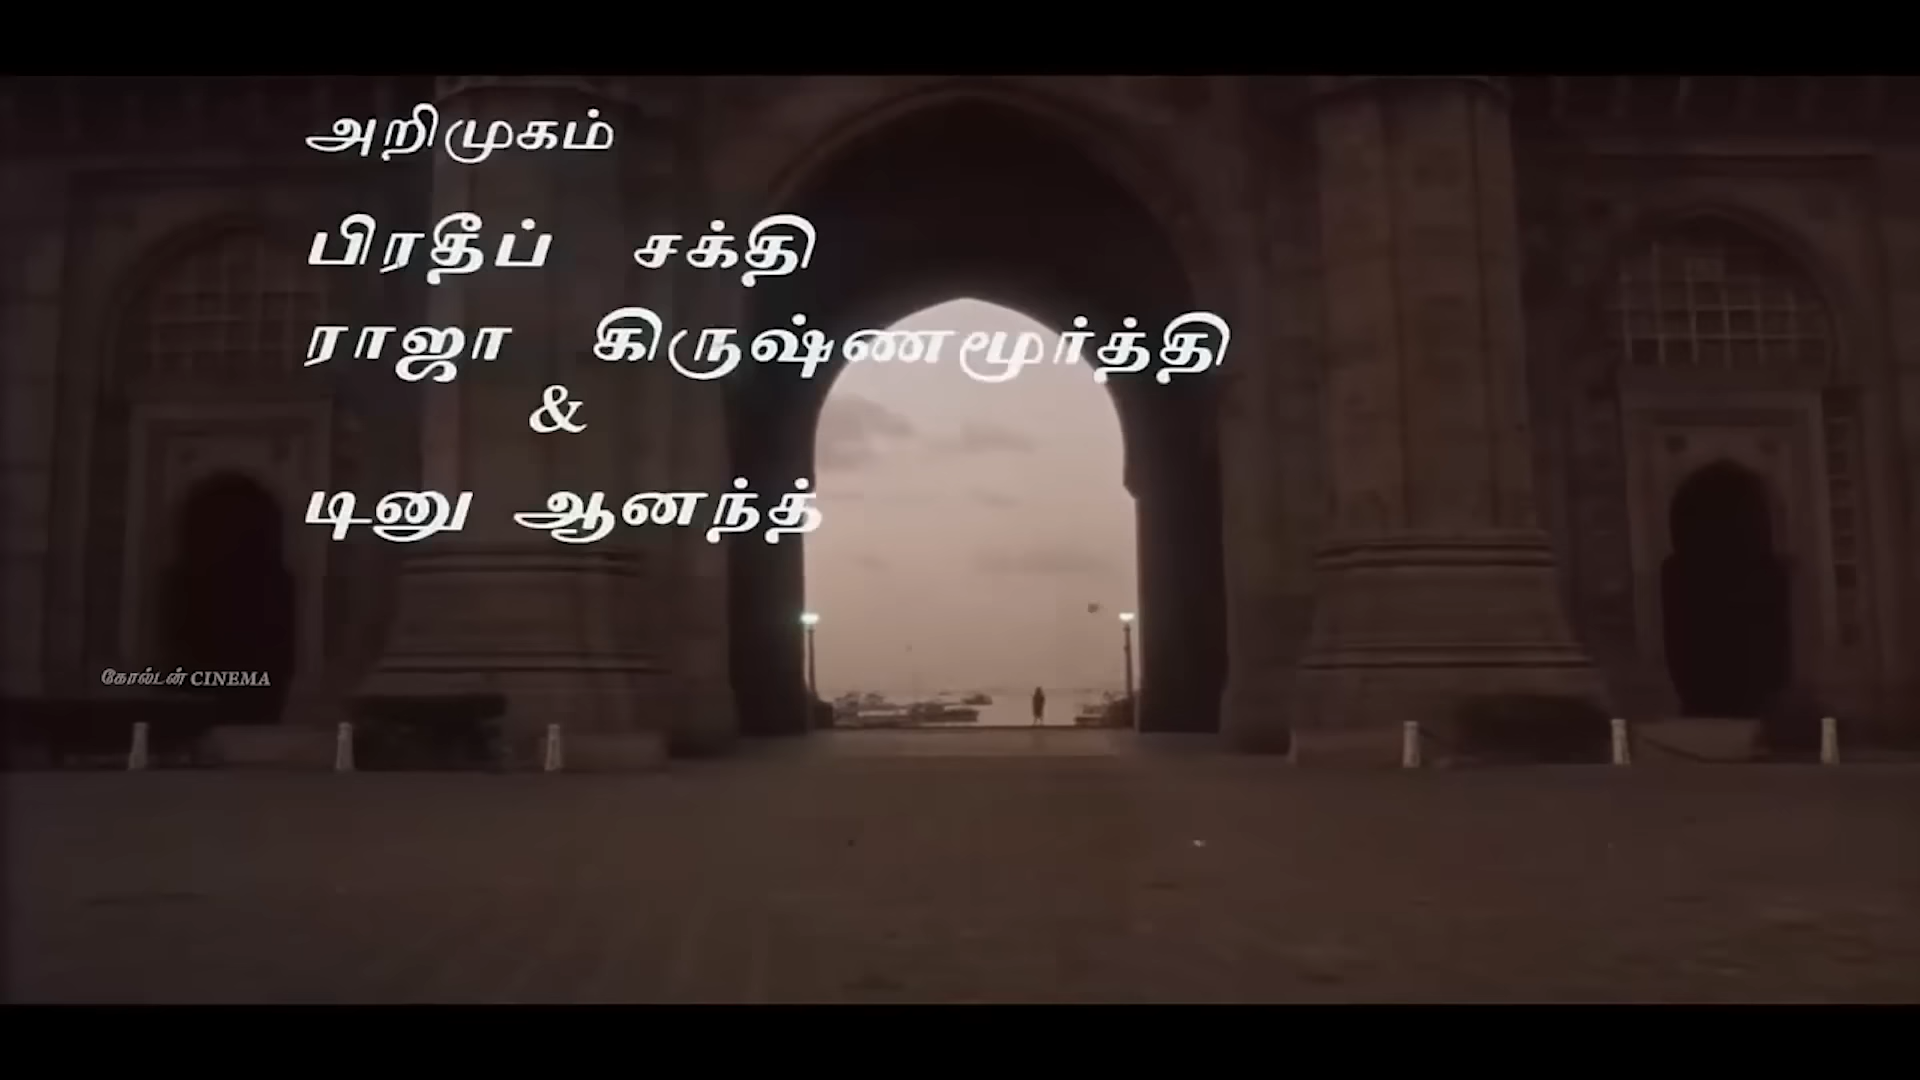 அறிமுகம்
பிரதீப் சக்தி
ராஜா கிருஷ்ணமூர்த்தி
&
டினு ஆனந்த்
கோல்டன் CINEMA